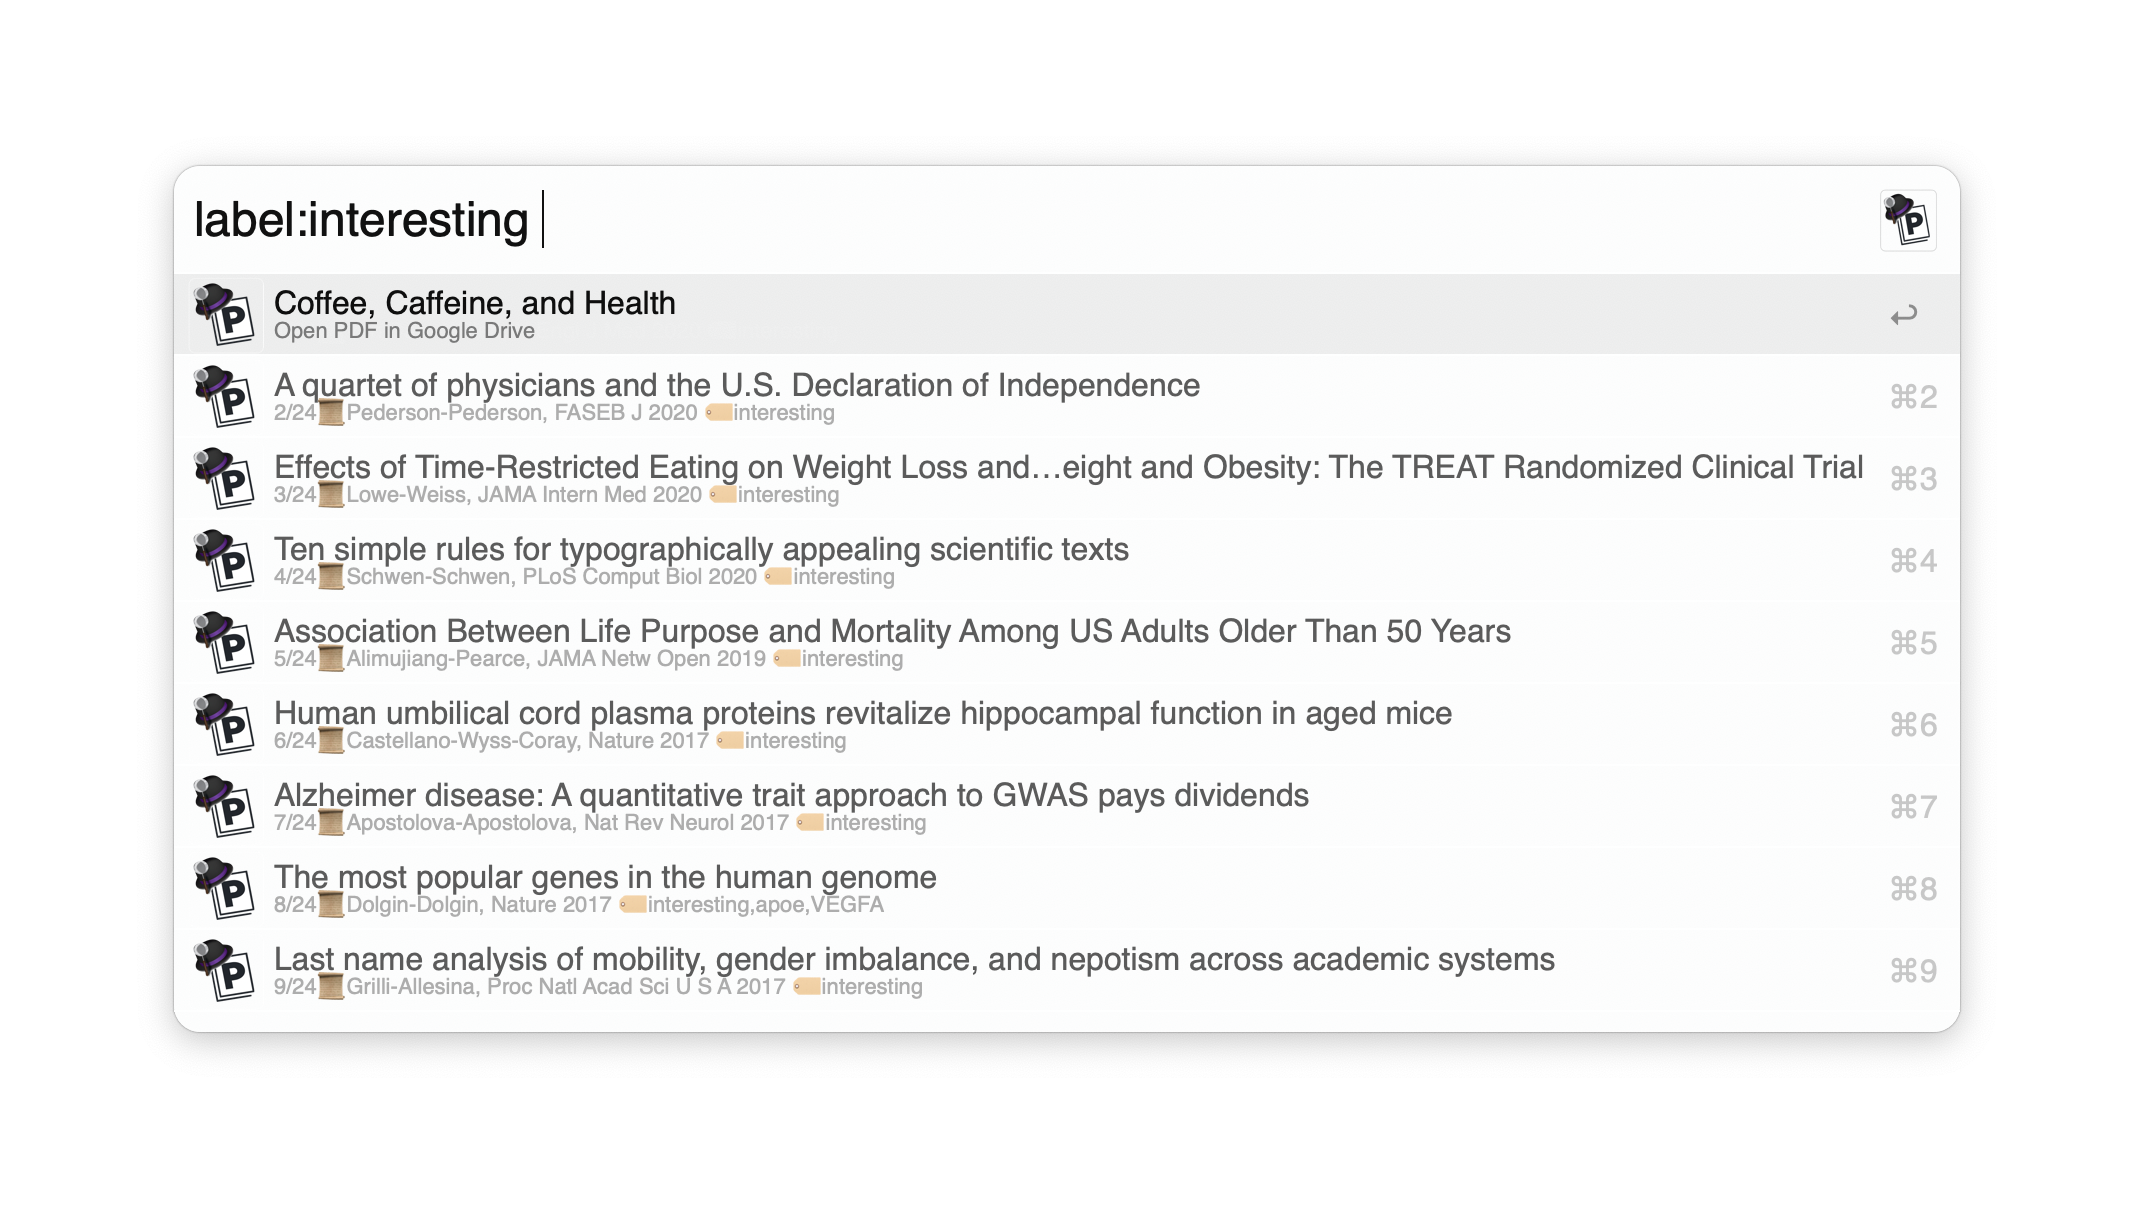 label:interesting
P
P
Coffee, Caffeine, and Health
Open PDF in Google Drive
P
A quartet of physicians and the U.S. Declaration of Independence
⌘2
2/24📜Pederson-Pederson, FASEB J 2020 🏷️interesting
P
Effects of Time-Restricted Eating on Weight Loss and…eight and Obesity: The TREAT Randomized Clinical Trial
⌘3
3/24📜Lowe-Weiss, JAMA Intern Med 2020 🏷️interesting
P
Ten simple rules for typographically appealing scientific texts
⌘4
4/24📜Schwen-Schwen, PLoS Comput Biol 2020 🏷️interesting
P
Association Between Life Purpose and Mortality Among US Adults Older Than 50 Years
⌘5
5/24📜Alimujiang-Pearce, JAMA Netw Open 2019 🏷️interesting
P
Human umbilical cord plasma proteins revitalize hippocampal function in aged mice
⌘6
6/24📜Castellano-Wyss-Coray, Nature 2017 🏷️interesting
P
Alzheimer disease: A quantitative trait approach to GWAS pays dividends
⌘7
7/24📜Apostolova-Apostolova, Nat Rev Neurol 2017 🏷️interesting
P
The most popular genes in the human genome
⌘8
8/24📜Dolgin-Dolgin, Nature 2017 🏷️interesting,apoe,VEGFA
P
Last name analysis of mobility, gender imbalance, and nepotism across academic systems
⌘9
9/24📜Grilli-Allesina, Proc Natl Acad Sci U S A 2017 🏷️interesting